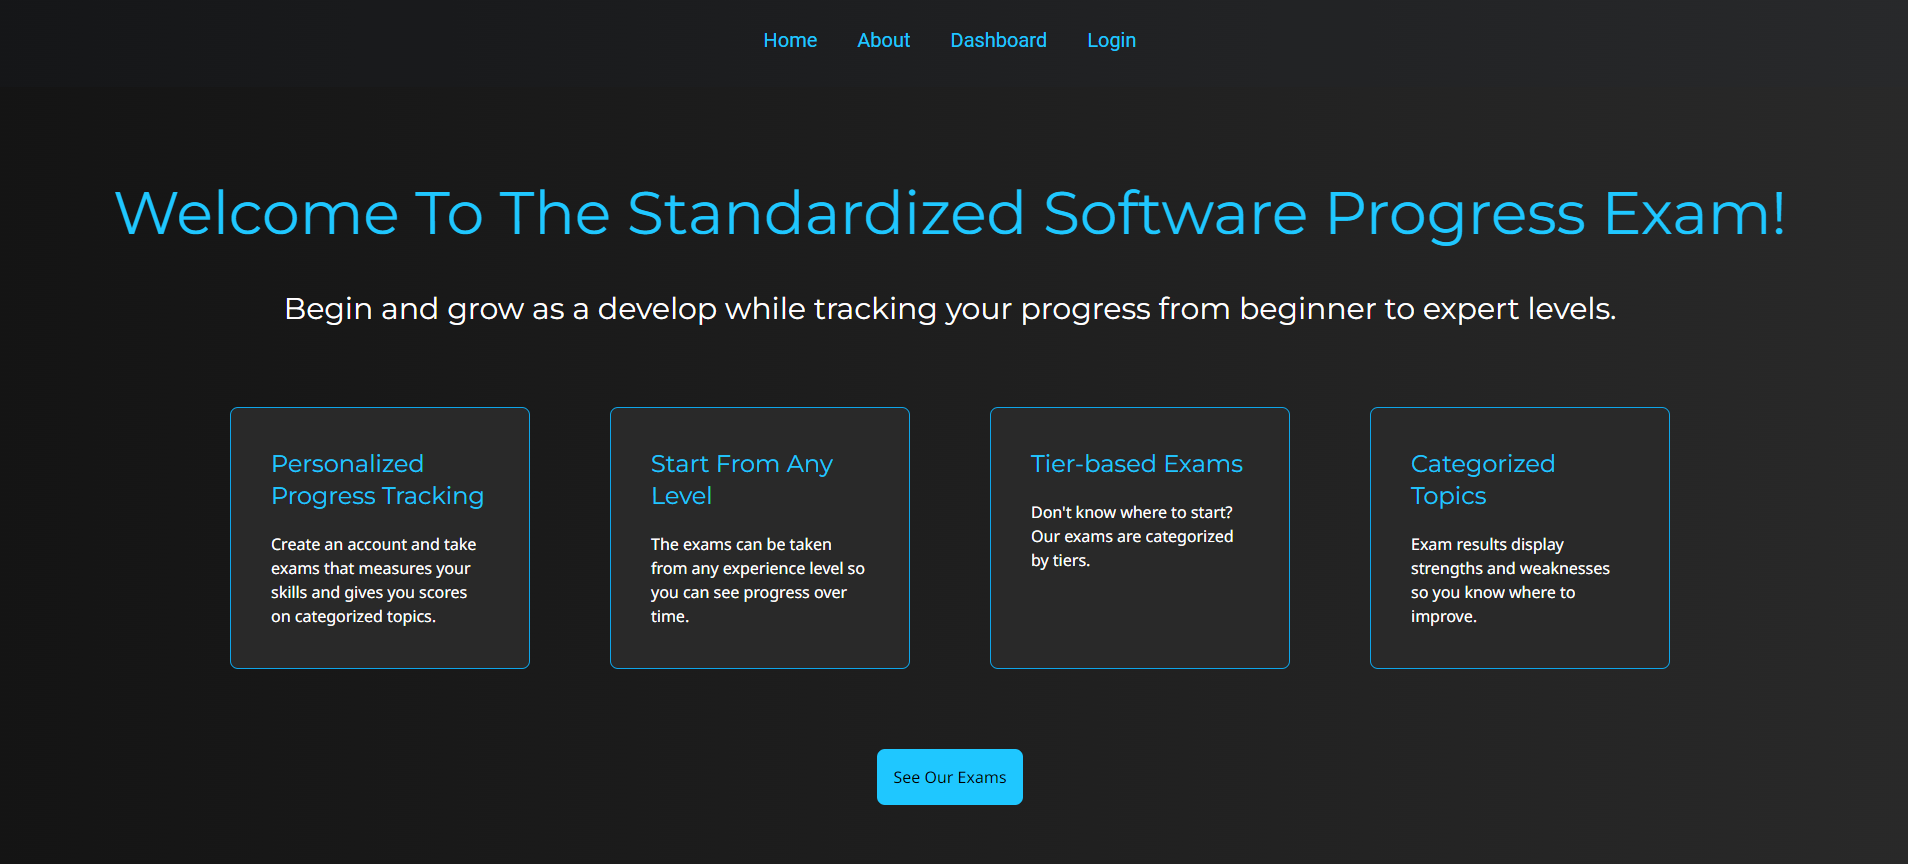 Home About Dashboard Login
Welcome To The Standardized Software Progress Exam!
Begin and grow as a develop while tracking your progress from beginner to expert levels.
Personalized
Progress Tracking
Create an account and take
exams that measures your
skills and gives you scores
on categorized topics.
Start From Any
Level
The exams can be taken
from any experience level so
you can see progress over
time.
Tier-based Exams
Don't know where to start?
Our exams are categorized
by tiers.
Categorized
Topics
Exam results display
strengths and weaknesses
so you know where to
improve.
See Our Exams